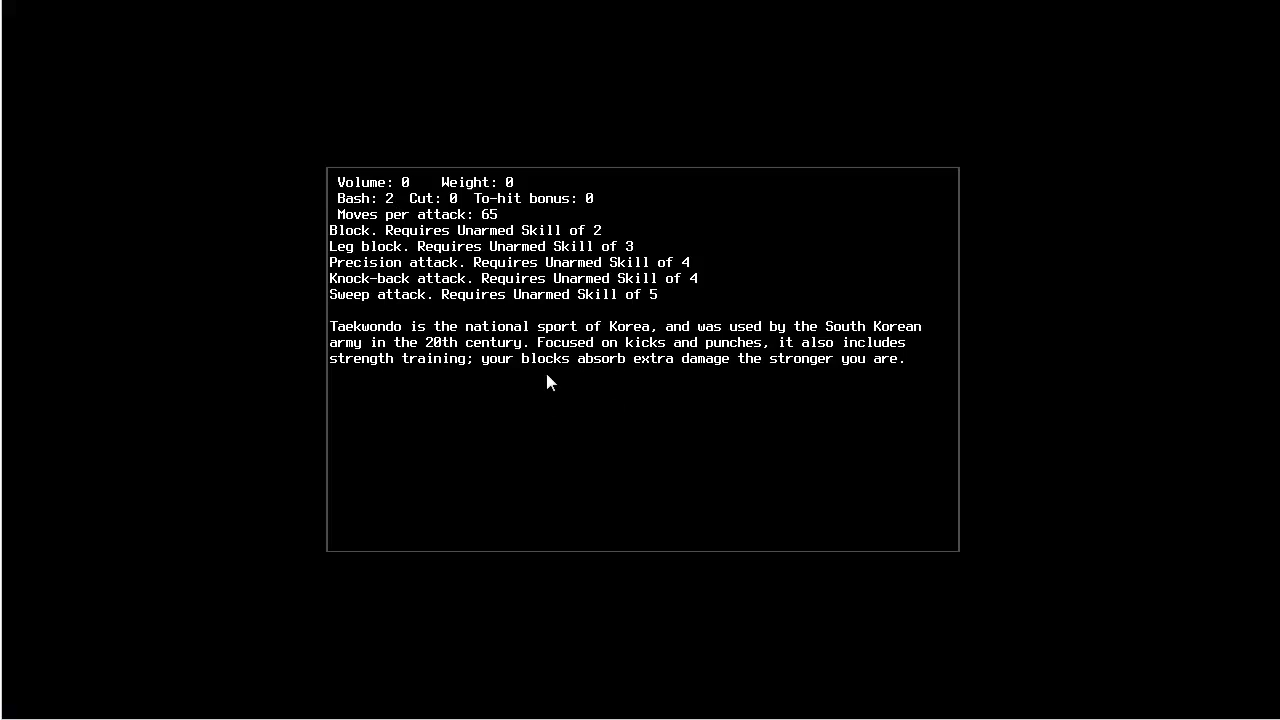 Volume: 0    Weight: 0
Bash: 2  Cut: 0  To-hit bonus: 0
Moves per attack: 65
Block. Requires Unarmed Skill of 2
Leg block. Requires Unarmed Skill of 3
Precision attack. Requires Unarmed Skill of 4
Knock-back attack. Requires Unarmed Skill of 4
Sweep attack. Requires Unarmed Skill of 5
Taekwondo is the national sport of Korea, and was used by the South Korean
army in the 20th century. Focused on kicks and punches, it also includes
strength training; your blocks absorb extra damage the stronger you are.